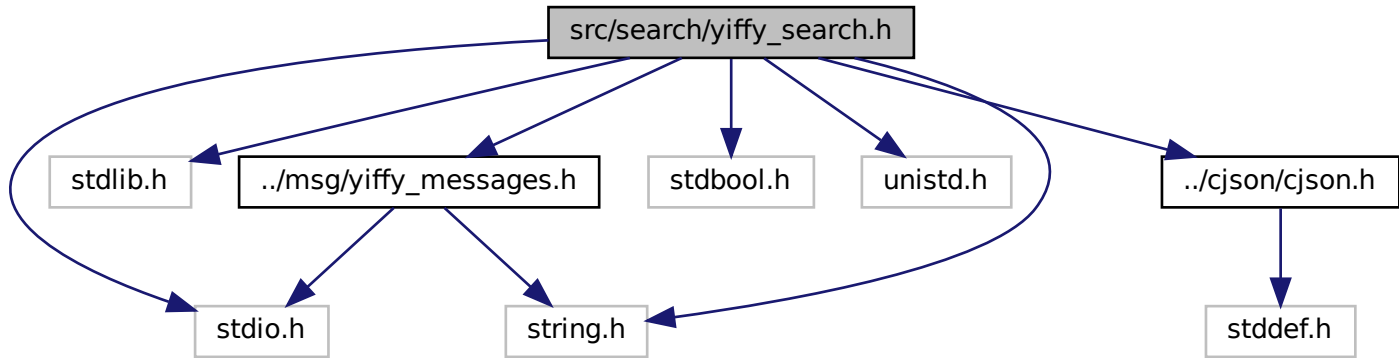 src/search/yiffy_search.h
stdlib.h
../msg/yiffy_messages.h
stdbool.h
unistd.h
../cjson/cjson.h
stdio.h
string.h
stddef.h